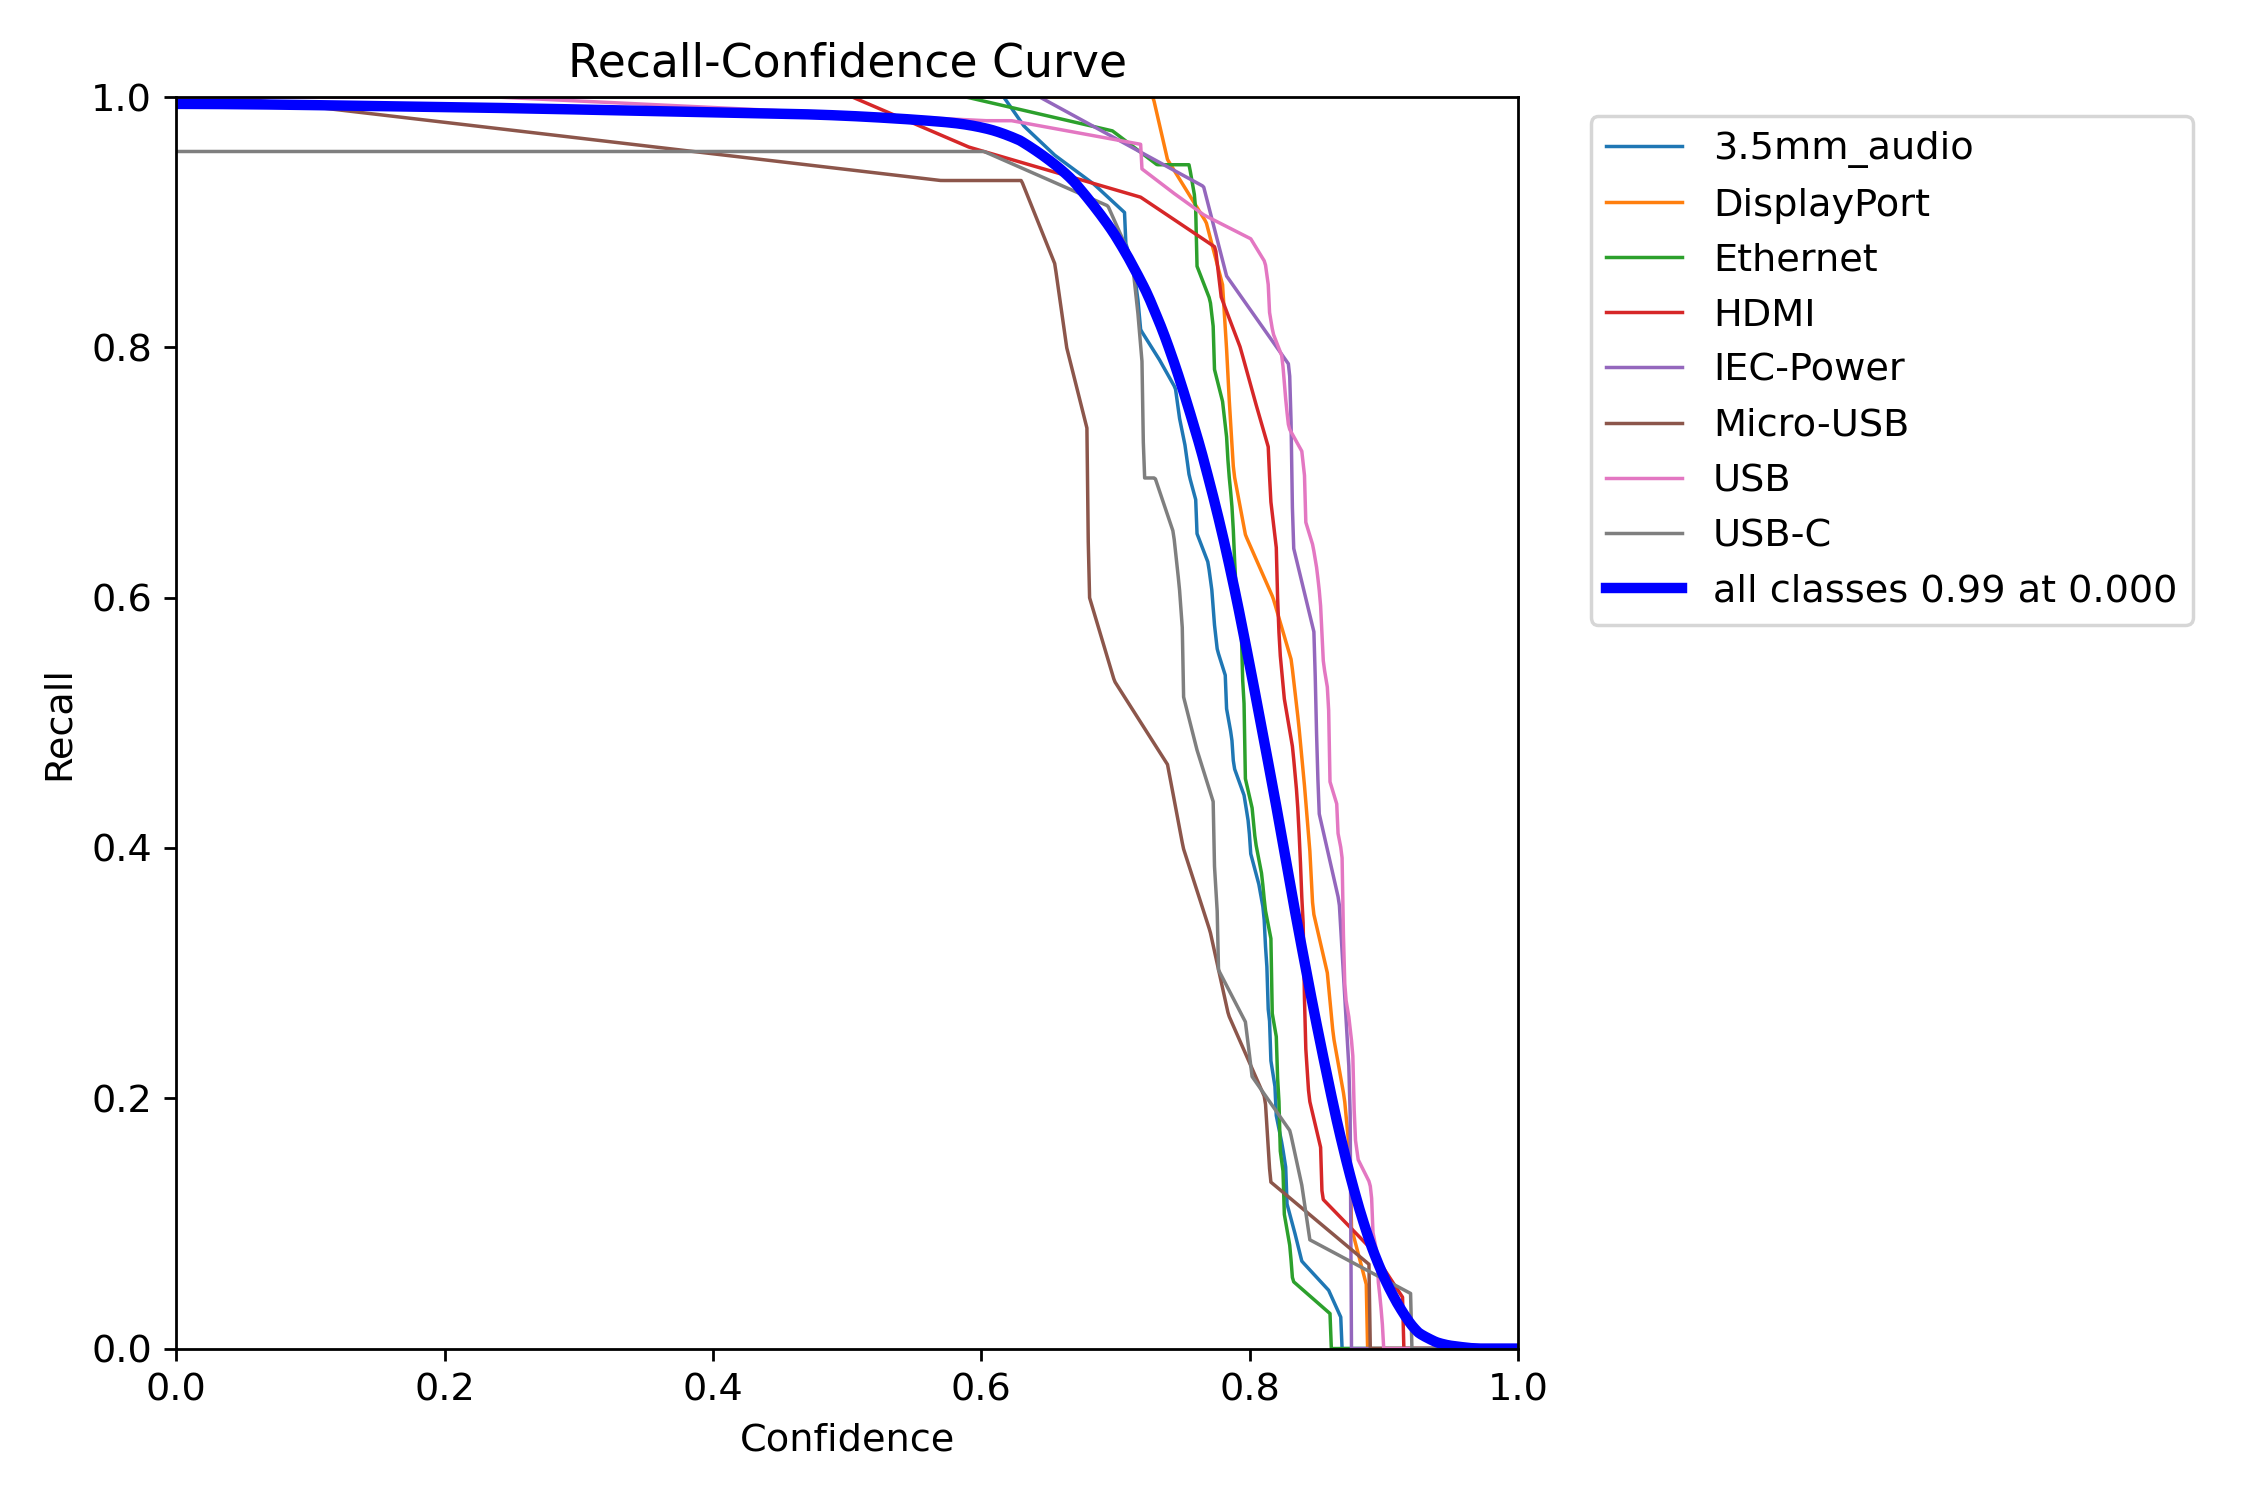 Recall-Confidence Curve
1.0
0.8
0.6
0.4
0.2
0.0
Recall
0.0 0.2 0.4 0.6 0.8 1.0
Confidence
3.5mm_audio
DisplayPort
Ethernet
HDMI
IEC-Power
Micro-USB
USB
USB-C
all classes 0.99 at 0.000